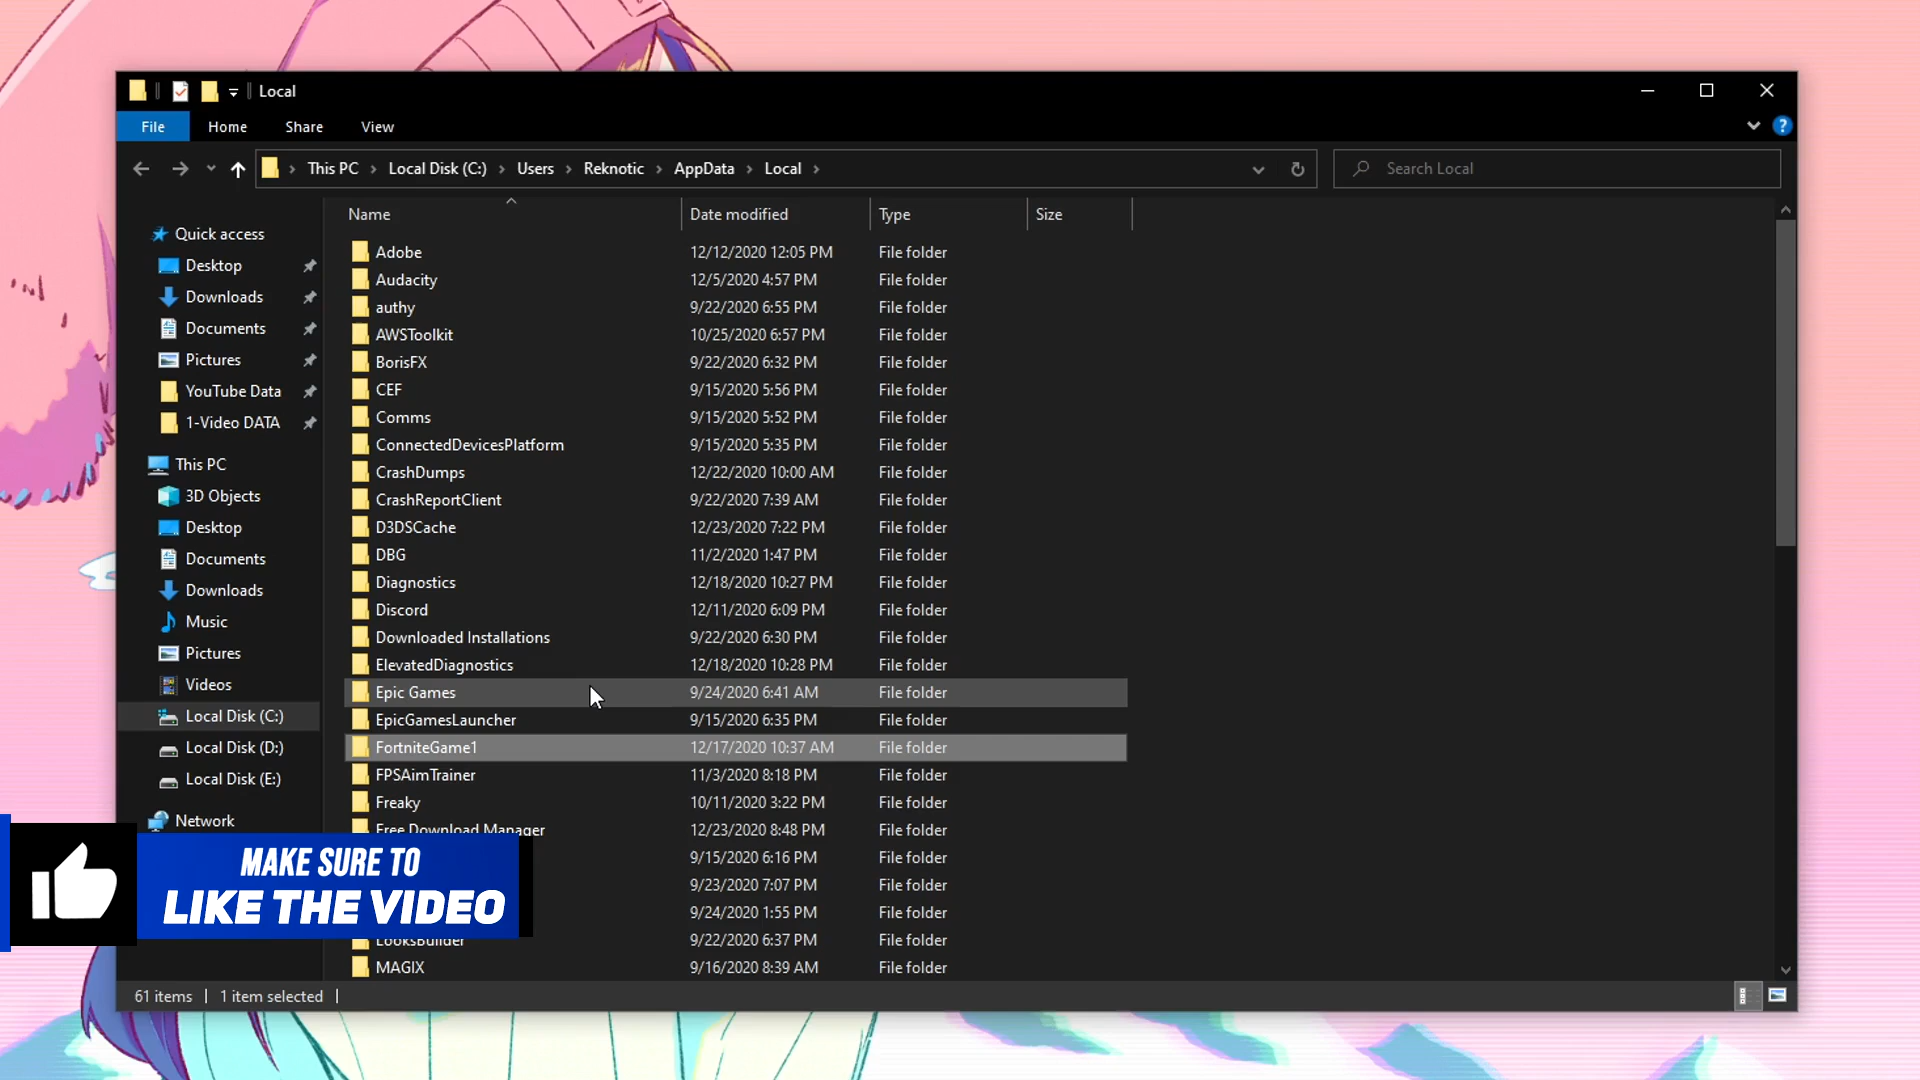 Local
File Home Share View
This PC Local Disk (C:) Users Reknotic AppData Local Search Local
Name Date modified Type Size
Quick access
Desktop
Downloads
Documents
Pictures
YouTube Data
1-Video DATA
This PC
3D Objects
Desktop
Documents
Downloads
Music
Pictures
Videos
Local Disk (C:)
Local Disk (D:)
Local Disk (E:)
Network
Adobe 12/12/2020 12:05 PM File folder
Audacity 12/5/2020 4:57 PM File folder
authy 9/22/2020 6:55 PM File folder
AWSToolkit 10/25/2020 6:57 PM File folder
BorisFX 9/22/2020 6:32 PM File folder
CEF 9/15/2020 5:56 PM File folder
Comms 9/15/2020 5:52 PM File folder
ConnectedDevicesPlatform 9/15/2020 5:35 PM File folder
CrashDumps 12/22/2020 10:00 AM File folder
CrashReportClient 9/22/2020 7:39 AM File folder
D3DSCache 12/23/2020 7:22 PM File folder
DBG 11/2/2020 1:47 PM File folder
Diagnostics 12/18/2020 10:27 PM File folder
Discord 12/11/2020 6:09 PM File folder
Downloaded Installations 9/22/2020 6:30 PM File folder
ElevatedDiagnostics 12/18/2020 10:28 PM File folder
Epic Games 9/24/2020 6:41 AM File folder
EpicGamesLauncher 9/15/2020 6:35 PM File folder
FortniteGame1 12/17/2020 10:37 AM File folder
FPSAimTrainer 11/3/2020 8:18 PM File folder
Freaky 10/11/2020 3:22 PM File folder
Free Download Manager 12/23/2020 8:48 PM File folder
9/15/2020 6:16 PM File folder
9/23/2020 7:07 PM File folder
9/24/2020 1:55 PM File folder
LooksBuilder 9/22/2020 6:37 PM File folder
MAGIX 9/16/2020 8:39 AM File folder
MAKE SURE TO
LIKE THE VIDEO
61 items 1 item selected